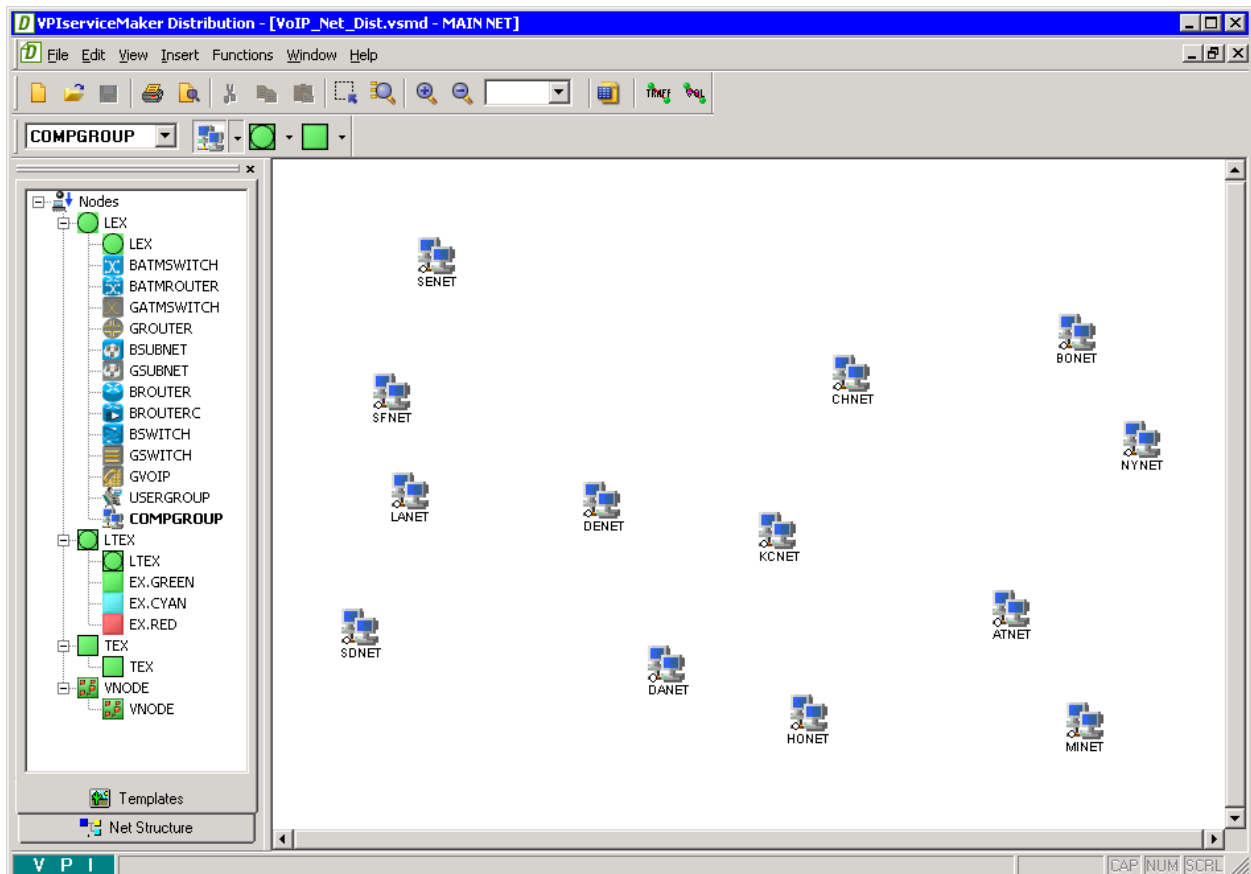 VPIserviceMaker Distribution - [VoIP_Net_Dist.vsmd - MAIN NET]
File Edit View Insert Functions Window Help
TRAFF VOL
COMPGROUP
Nodes
LEX
LEX
BATMSWITCH
BATMROUTER
GATMSWITCH
GROUTER
BSUBNET
GSUBNET
BROUTER
BROUTERC
BSWITCH
GSWITCH
GVOIP
USERGROUP
COMPGROUP
LTEX
LTEX
EX.GREEN
EX.CYAN
EX.RED
TEX
TEX
VNODE
VNODE
Templates
Net Structure
SENET
BONET
CHNET
SFNET
NYNET
LANET
DENET
KCNET
ATNET
SDNET
DANET
HONET
MINET
V P I
CAP NUM SCRL